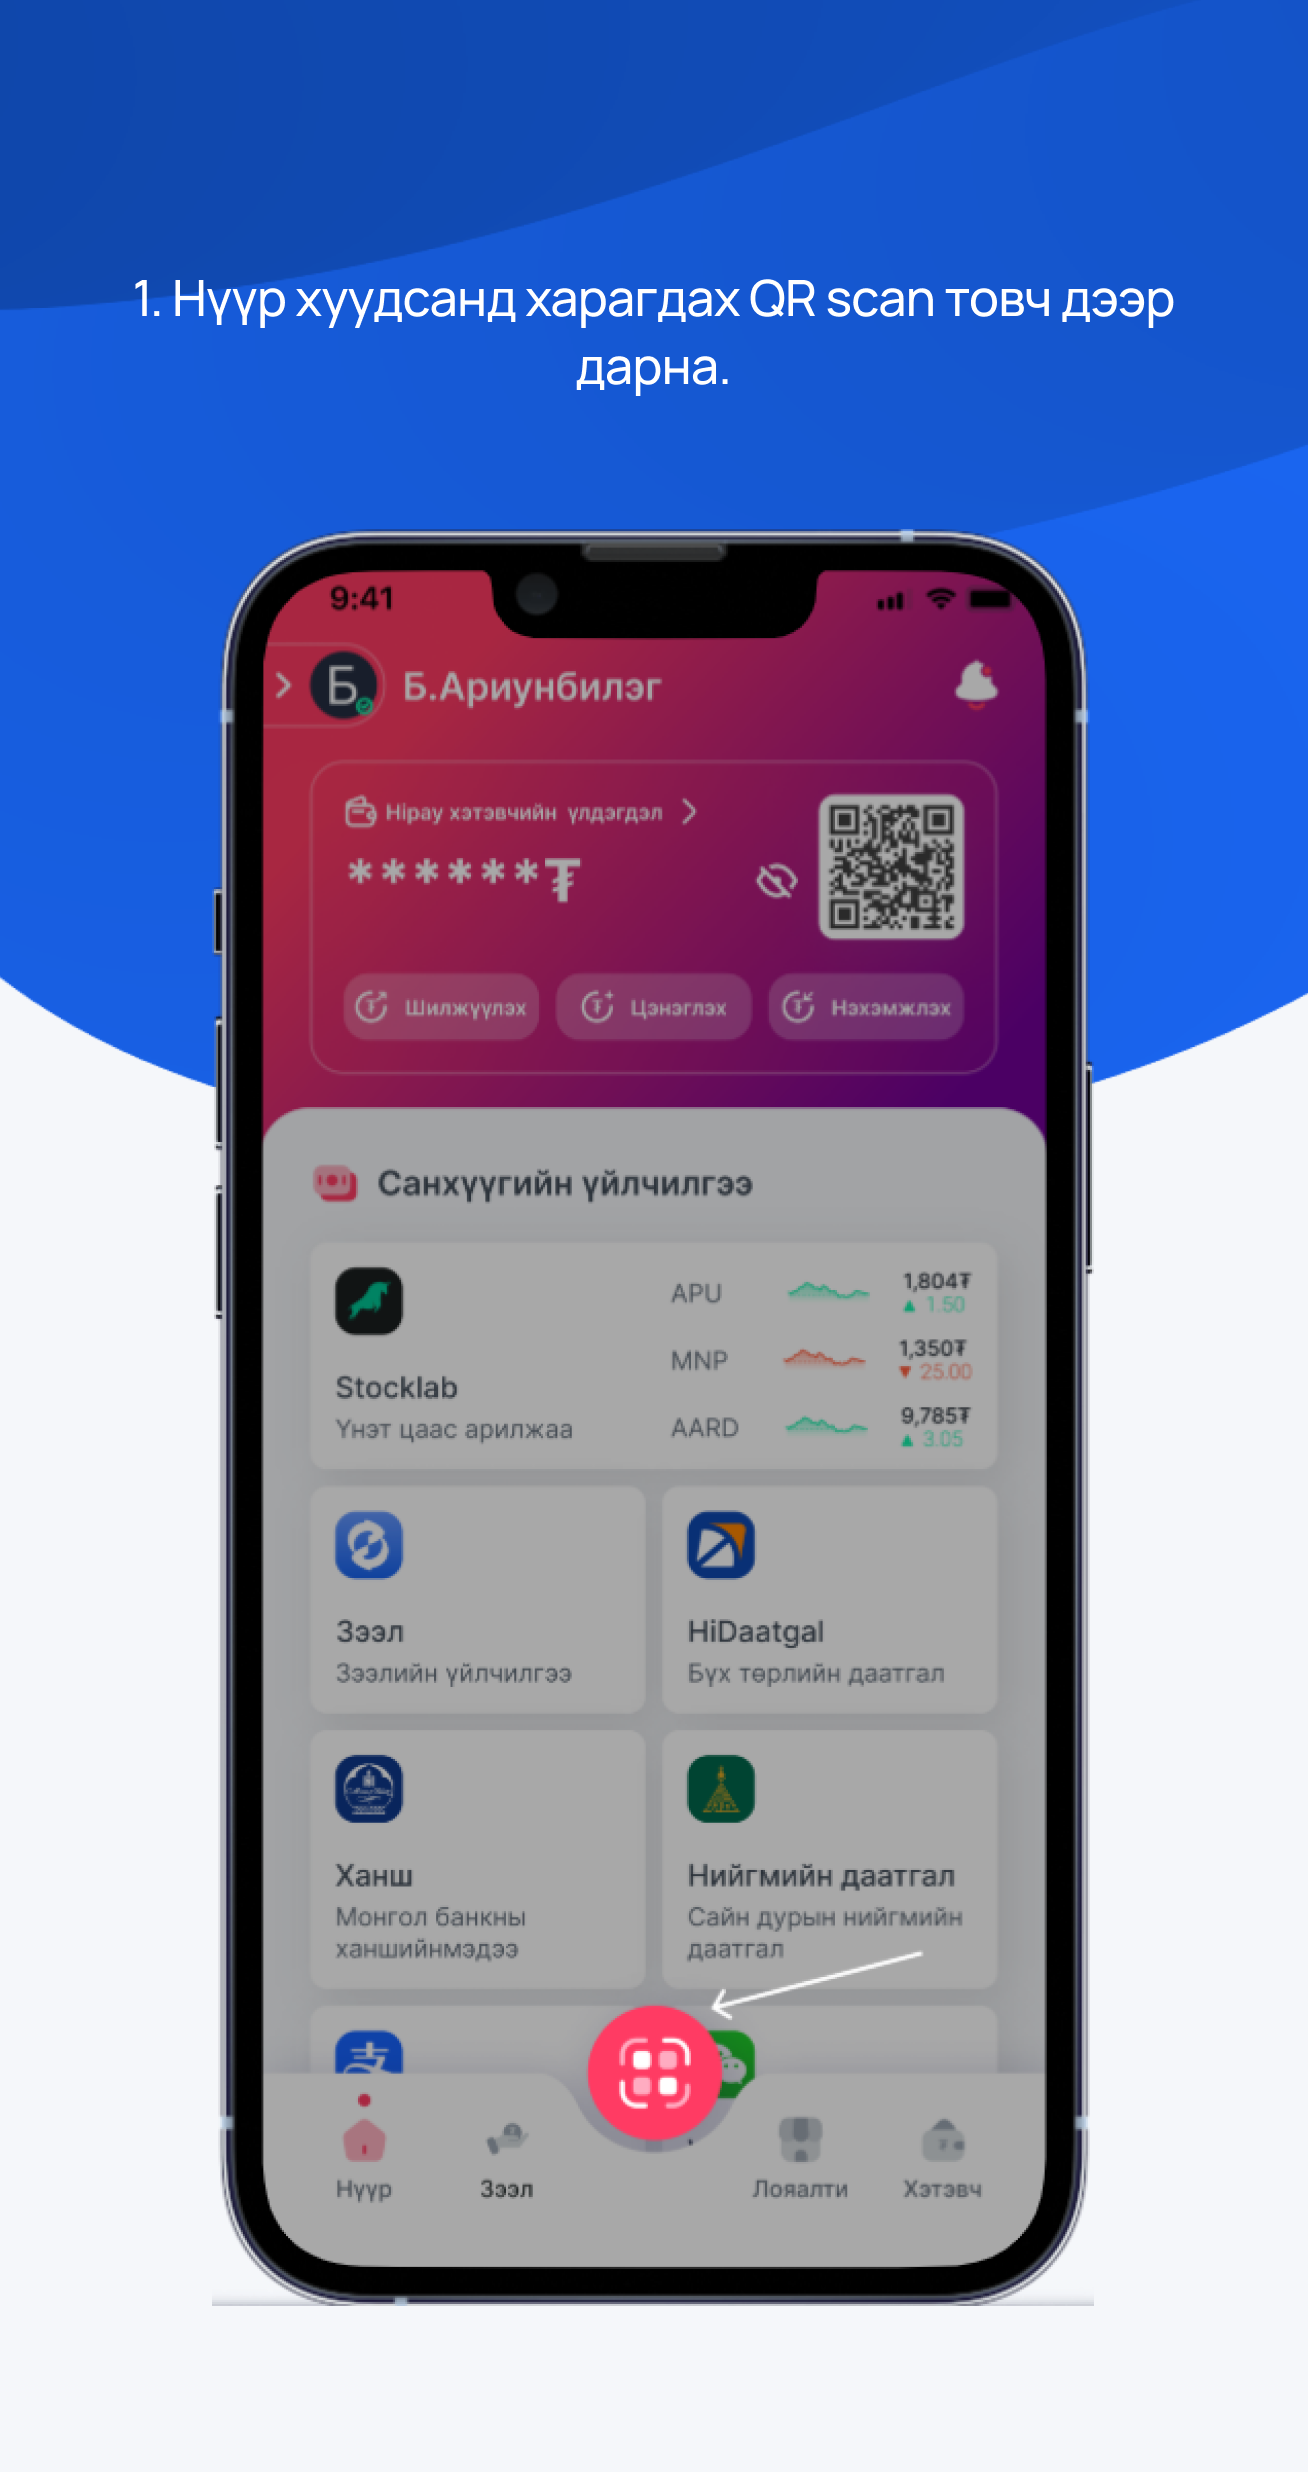 1. Нүүр хуудсанд харагдах QR scan товч дээр
дарна.
9:41
Б
Б.Ариунбилэг
Hipay хэтэвчийн үлдэгдэл
******₮
Шилжүүлэх
Цэнэглэх
Нэхэмжлэх
Санхүүгийн үйлчилгээ
Stocklab
Үнэт цаас арилжаа
APU
1,804₮
▲ 1.50
MNP
1,350₮
▼ 25.00
AARD
9,785₮
▲ 3.05
Зээл
Зээлийн үйлчилгээ
HiDaatgal
Бүх төрлийн даатгал
Ханш
Монгол банкны
ханшийнмэдээ
Нийгмийн даатгал
Сайн дурын нийгмийн
даатгал
支
Нүүр
Зээл
Лоялти
Хэтэвч